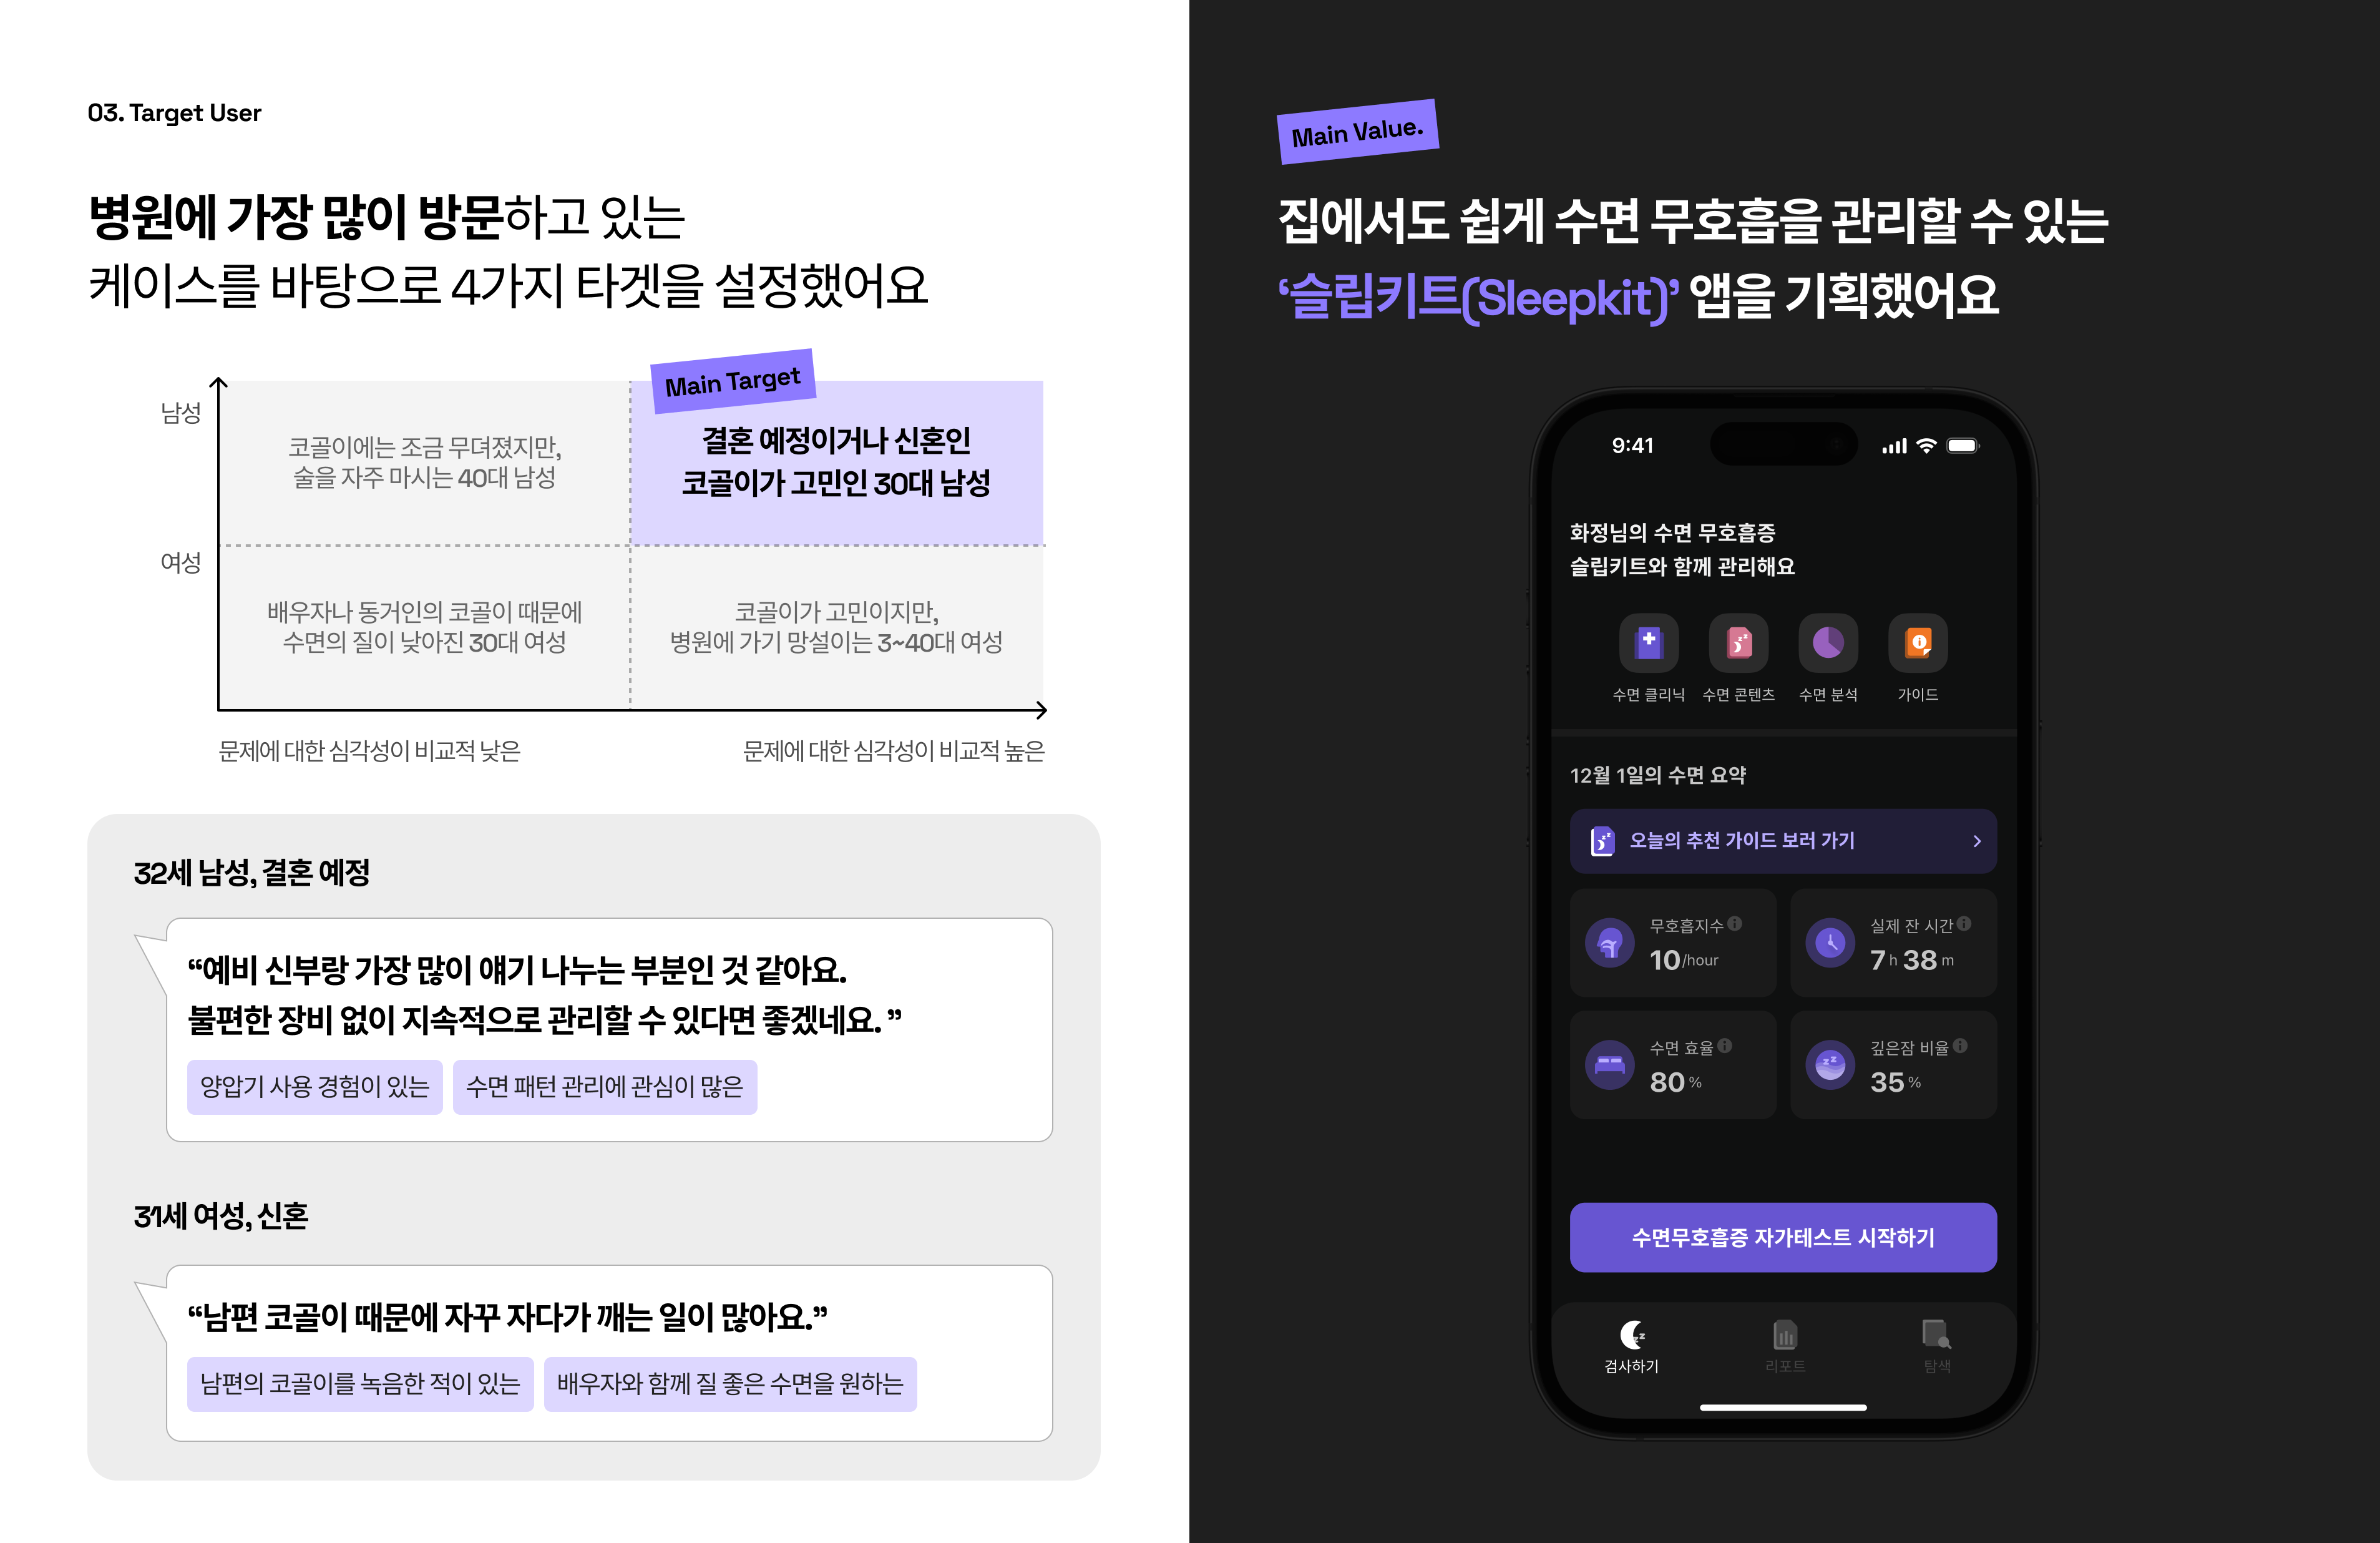 03. Target User
병원에 가장 많이 방문하고 있는
케이스를 바탕으로 4가지 타겟을 설정했어요
남성
여성
코골이에는 조금 무뎌졌지만,
술을 자주 마시는 40대 남성
Main Target
결혼 예정이거나 신혼인
코골이가 고민인 30대 남성
배우자나 동거인의 코골이 때문에
수면의 질이 낮아진 30대 여성
코골이가 고민이지만,
병원에 가기 망설이는 3~40대 여성
문제에 대한 심각성이 비교적 낮은
문제에 대한 심각성이 비교적 높은
32세 남성, 결혼 예정
“예비 신부랑 가장 많이 얘기 나누는 부분인 것 같아요.
불편한 장비 없이 지속적으로 관리할 수 있다면 좋겠네요. ”
양압기 사용 경험이 있는
수면 패턴 관리에 관심이 많은
31세 여성, 신혼
“남편 코골이 때문에 자꾸 자다가 깨는 일이 많아요.”
남편의 코골이를 녹음한 적이 있는
배우자와 함께 질 좋은 수면을 원하는
Main Value.
집에서도 쉽게 수면 무호흡을 관리할 수 있는
‘슬립키트(Sleepkit)’ 앱을 기획했어요
9:41
화정님의 수면 무호흡증
슬립키트와 함께 관리해요
수면 클리닉
수면 콘텐츠
수면 분석
가이드
12월 1일의 수면 요약
오늘의 추천 가이드 보러 가기
무호흡지수
10/hour
실제 잔 시간
7 h 38 m
수면 효율
80 %
깊은잠 비율
35 %
수면무호흡증 자가테스트 시작하기
검사하기
리포트
탐색